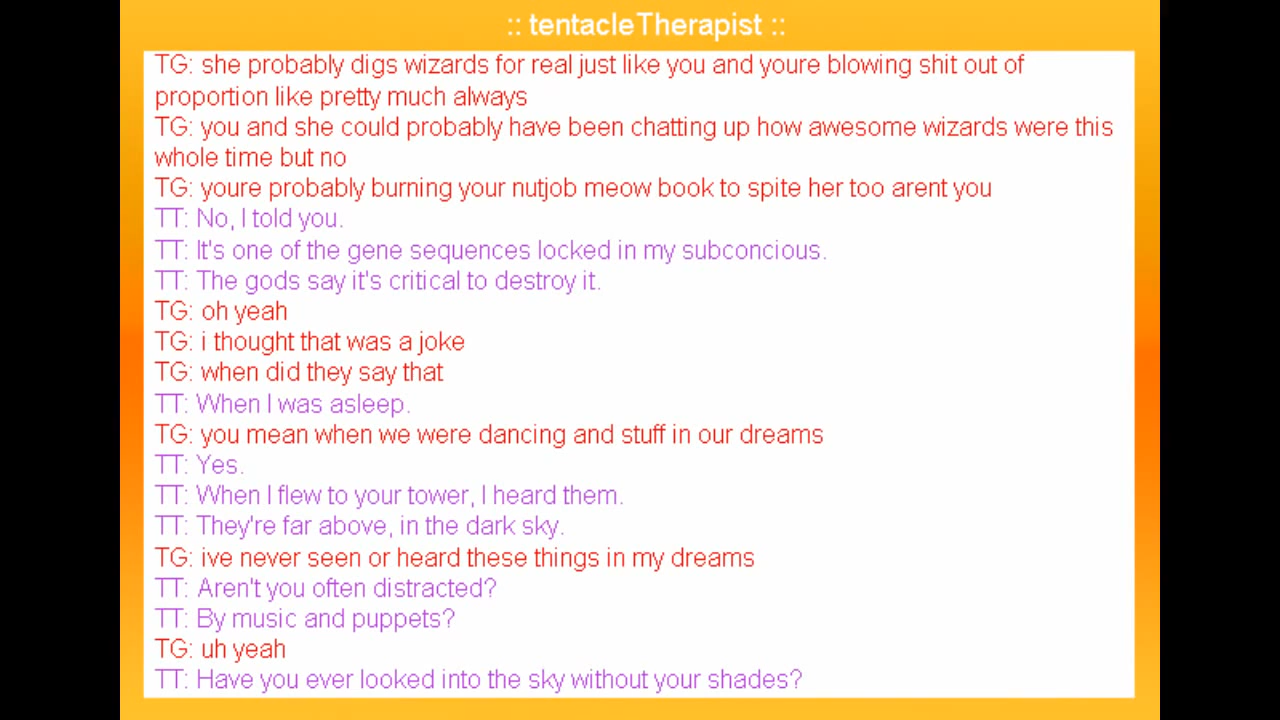 :: tentacleTherapist ::
TG: she probably digs wizards for real just like you and youre blowing shit out of
proportion like pretty much always
TG: you and she could probably have been chatting up how awesome wizards were this
whole time but no
TG: youre probably burning your nutjob meow book to spite her too arent you
TT: No, I told you.
TT: It's one of the gene sequences locked in my subconcious.
TT: The gods say it's critical to destroy it.
TG: oh yeah
TG: i thought that was a joke
TG: when did they say that
TT: When I was asleep.
TG: you mean when we were dancing and stuff in our dreams
TT: Yes.
TT: When I flew to your tower, I heard them.
TT: They're far above, in the dark sky.
TG: ive never seen or heard these things in my dreams
TT: Aren't you often distracted?
TT: By music and puppets?
TG: uh yeah
TT: Have you ever looked into the sky without your shades?